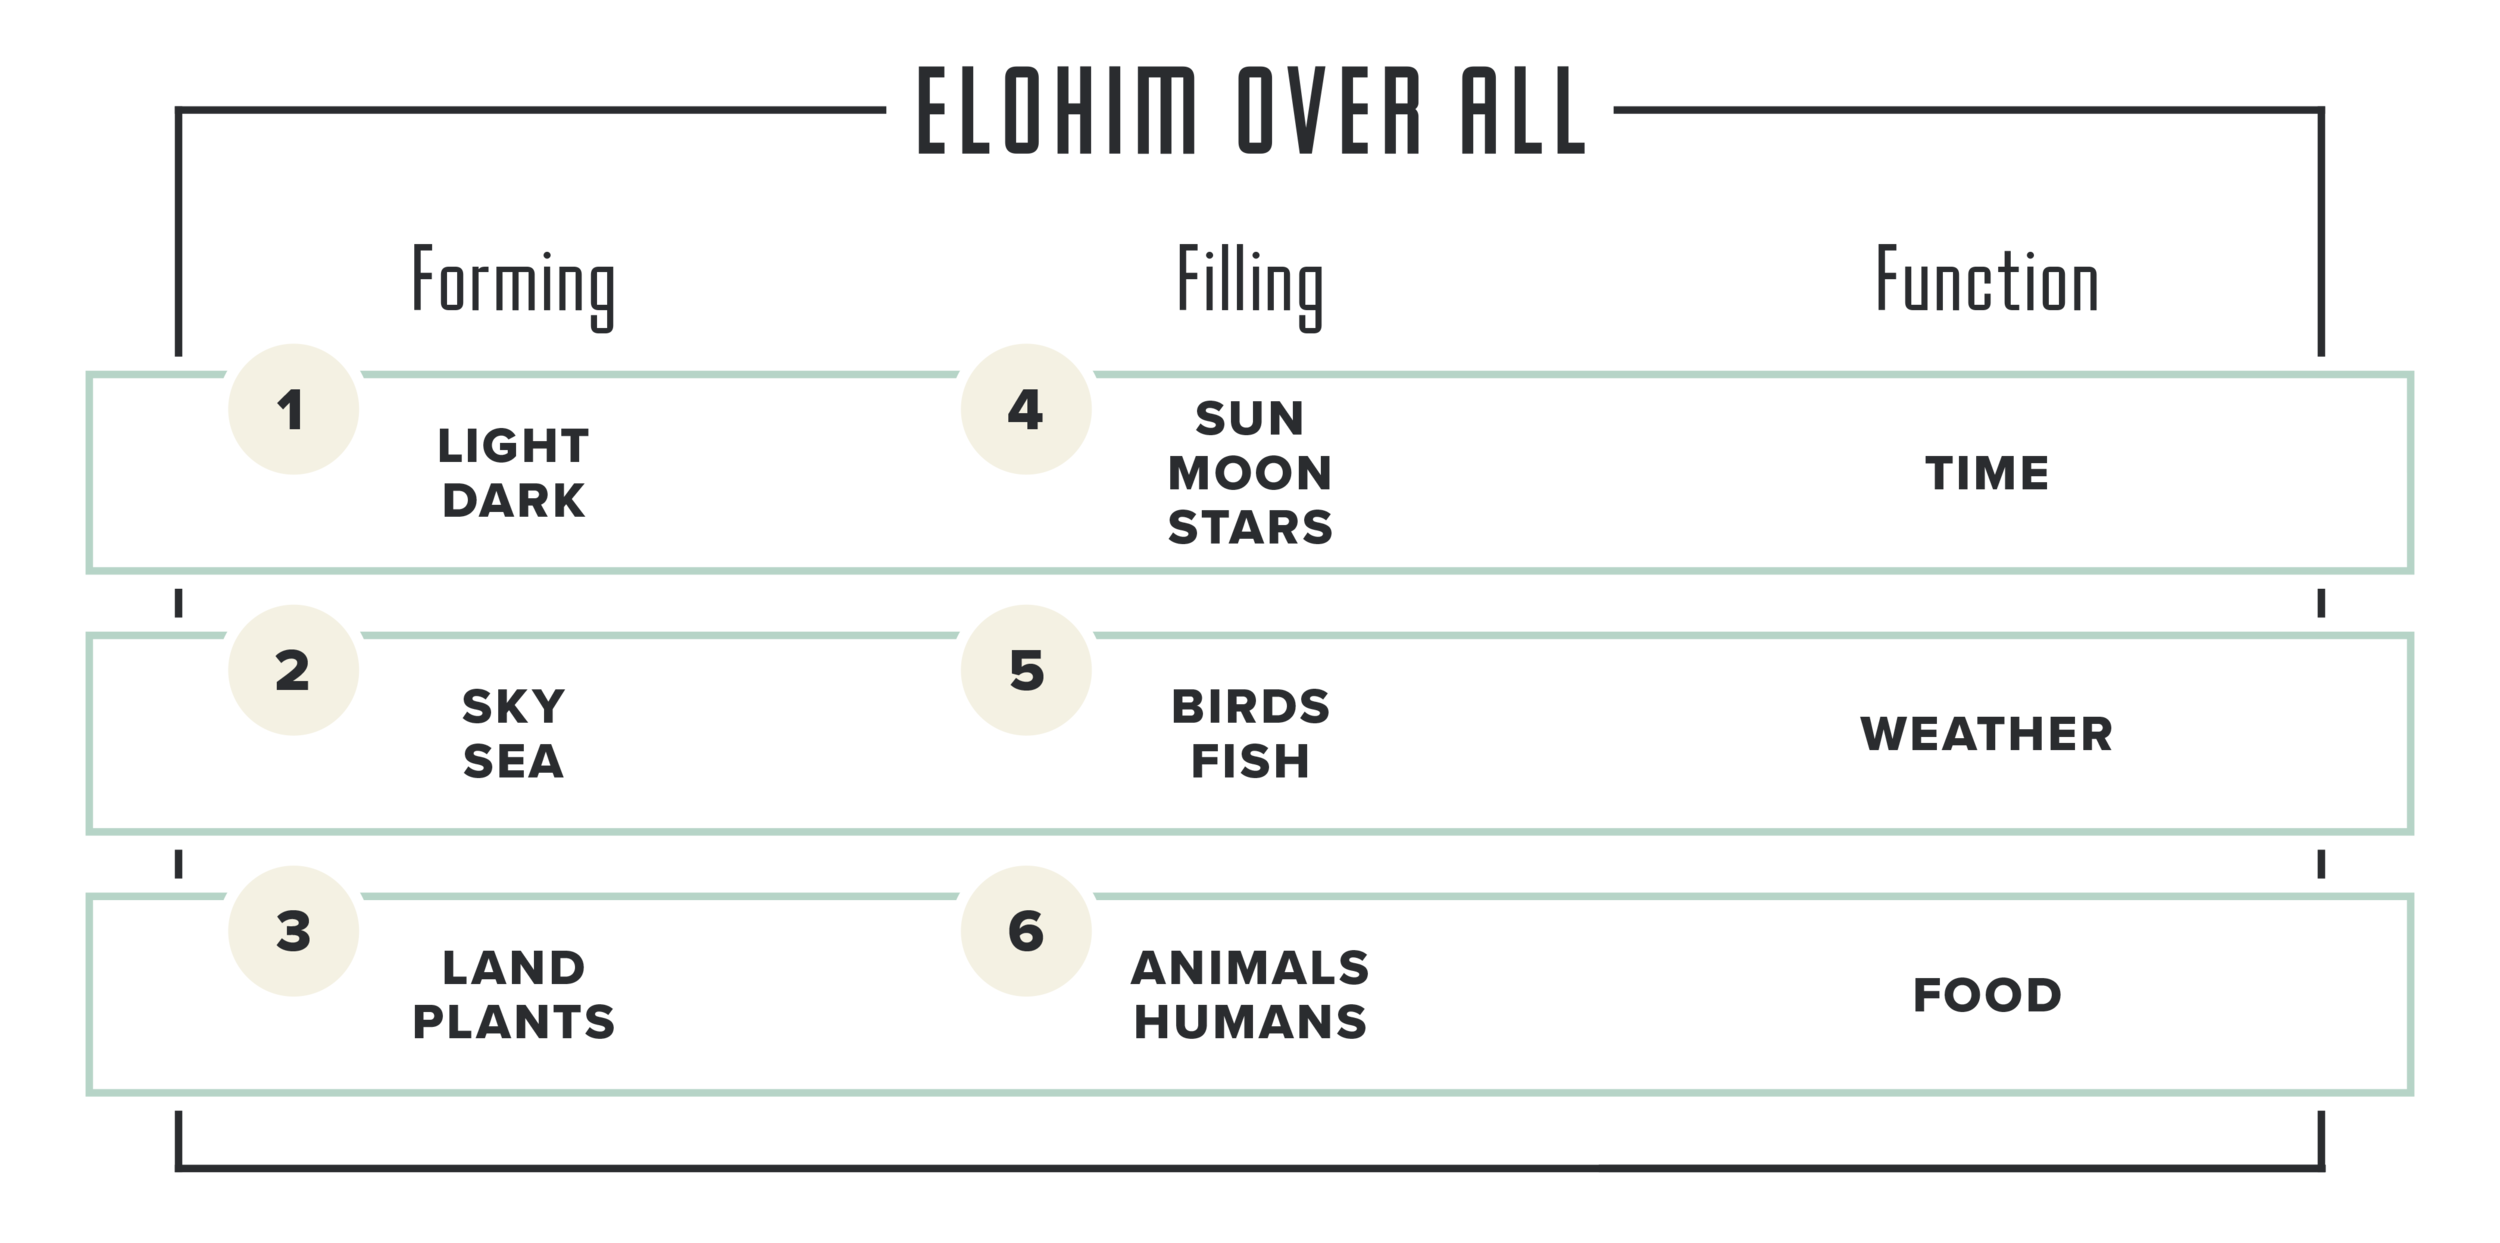 ELOHIM OVER ALL
Forming
Filling
Function
1
LIGHT
DARK
4
SUN
MOON
STARS
TIME
2
SKY
SEA
5
BIRDS
FISH
WEATHER
3
LAND
PLANTS
6
ANIMALS
HUMANS
FOOD